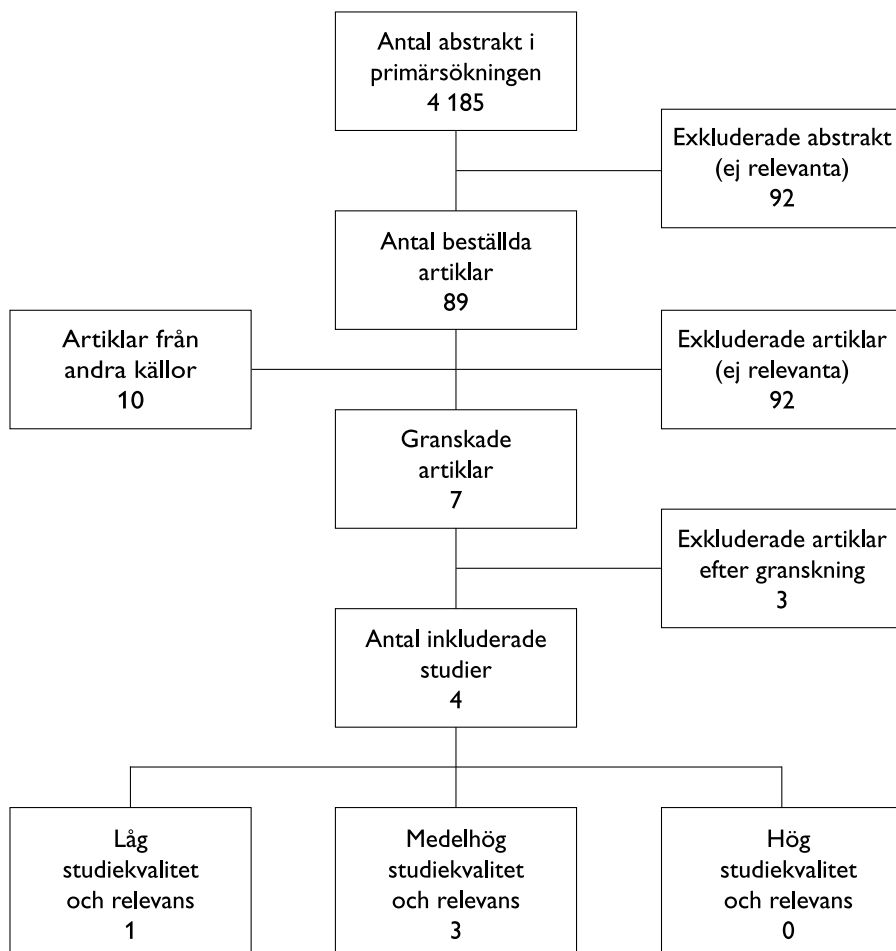 Antal abstrakt i
primärsökningen
4 185
Exkluderade abstrakt
(ej relevanta)
92
Antal beställda
artiklar
89
Artiklar från
andra källor
10
Exkluderade artiklar
(ej relevanta)
92
Granskade
artiklar
7
Exkluderade artiklar
efter granskning
3
Antal inkluderade
studier
4
Låg
studiekvalitet
och relevans
1
Medelhög
studiekvalitet
och relevans
3
Hög
studiekvalitet
och relevans
0